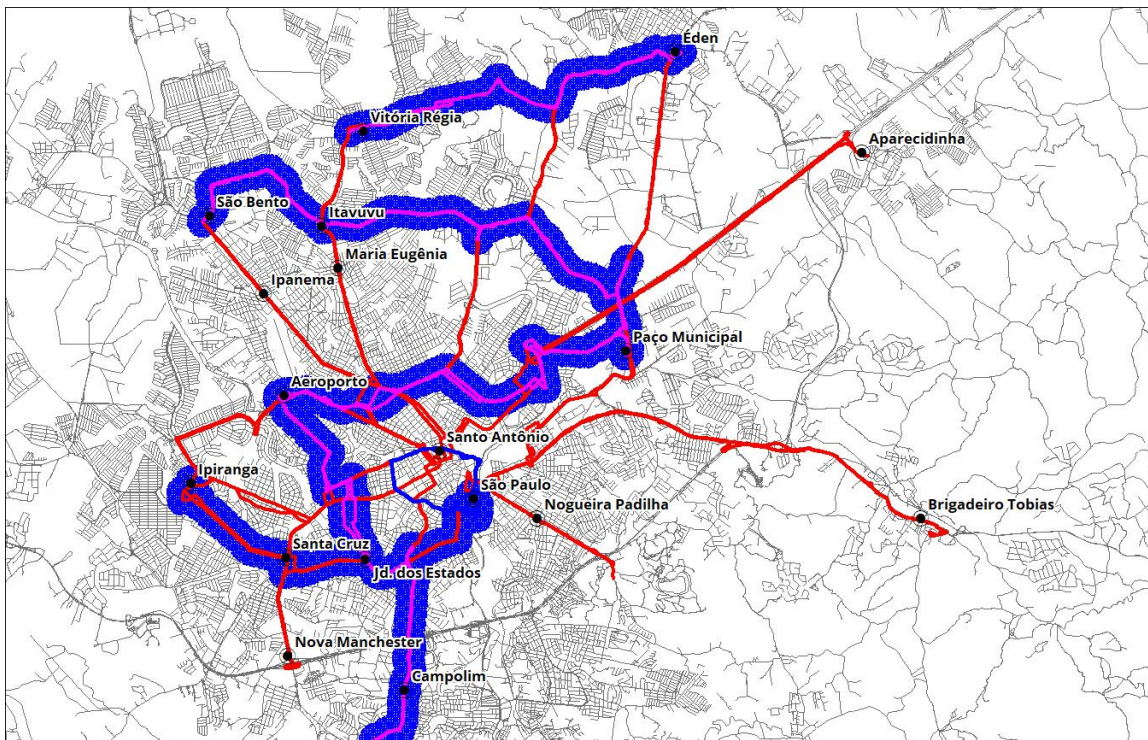 Éden
Vitória Régia
Aparecidinha
São Bento
Itavuvu
Maria Eugênia
Ipanema
Paço Municipal
Aeroporto
Santo Antônio
Ipiranga
São Paulo
Nogueira Padilha
Brigadeiro Tobias
Santa Cruz
Jd. dos Estados
Nova Manchester
Campolim